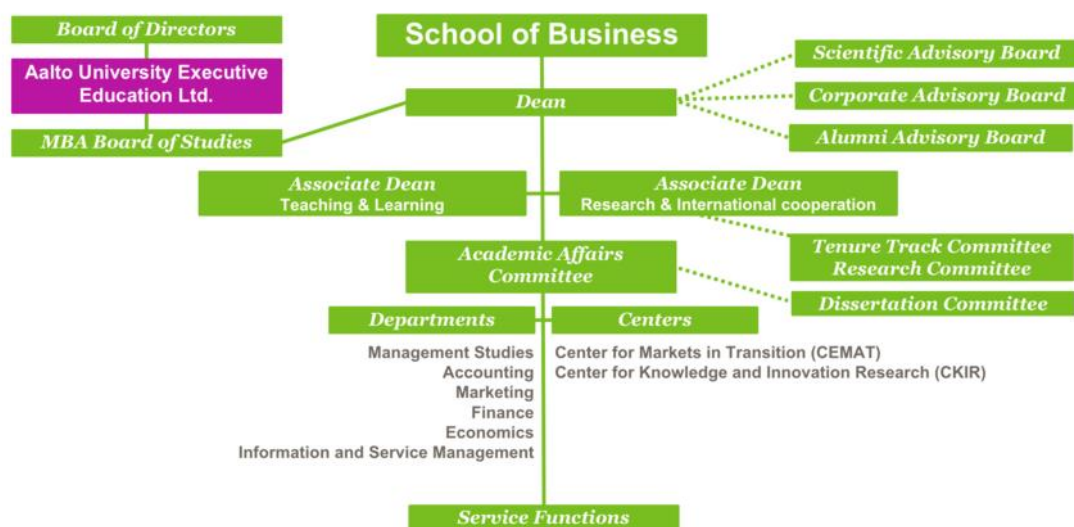 Board of Directors
Aalto University Executive
Education Ltd.
MBA Board of Studies
School of Business
Dean
Scientific Advisory Board
Corporate Advisory Board
Alumni Advisory Board
Associate Dean
Teaching & Learning
Associate Dean
Research & International cooperation
Tenure Track Committee
Research Committee
Academic Affairs
Committee
Dissertation Committee
Departments
Centers
Management Studies
Accounting
Marketing
Finance
Economics
Information and Service Management
Center for Markets in Transition (CEMAT)
Center for Knowledge and Innovation Research (CKIR)
Service Functions